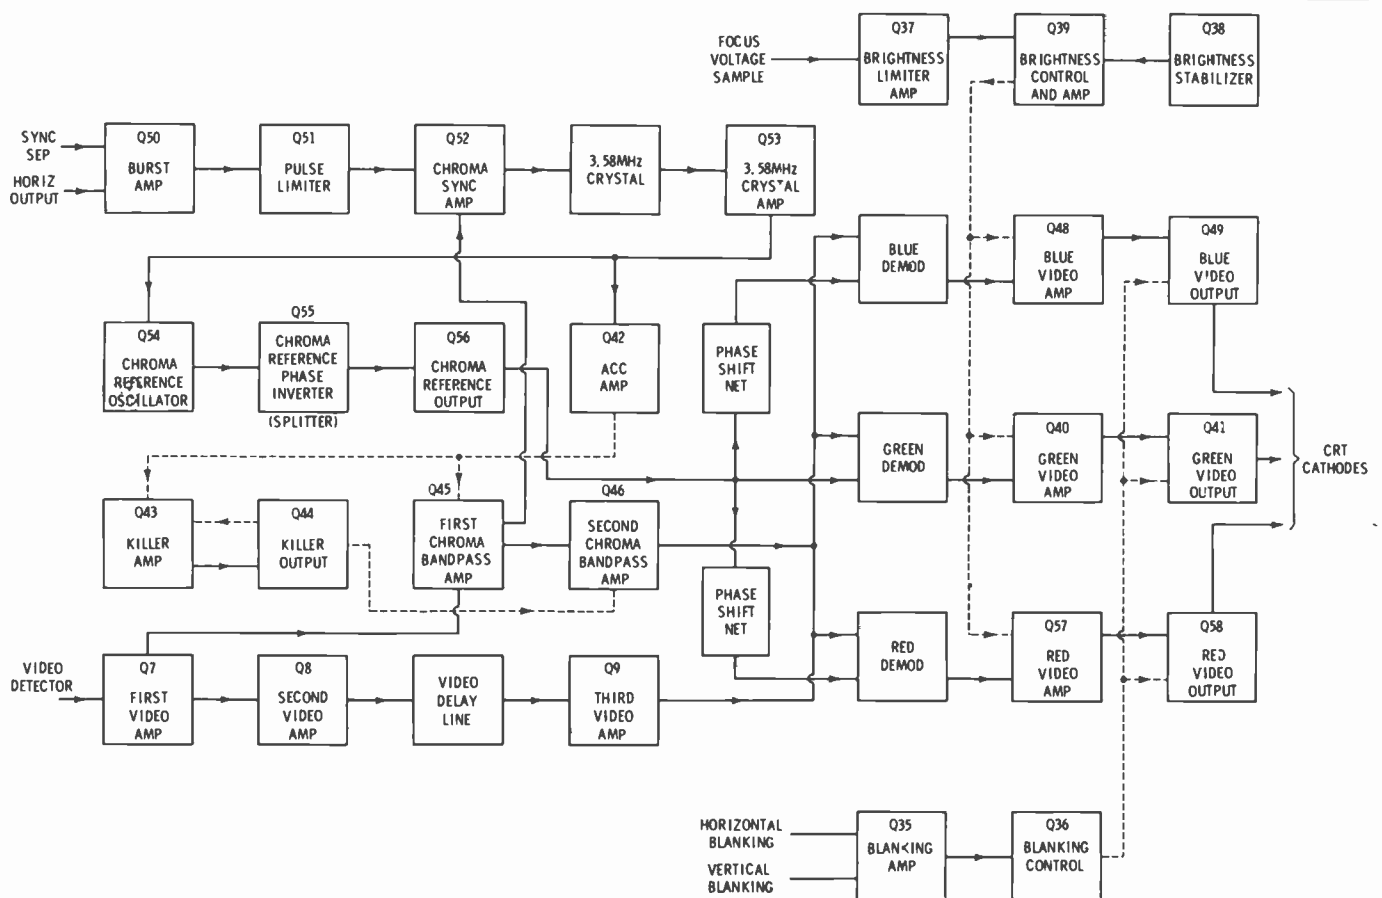 Q37
BRIGHTNESS
LIMITER
AMP
Q39
BRIGHTNESS
CONTROL
AND AMP
Q38
BRIGHTNESS
STABILIZER
FOCUS
VOLTAGE
SAMPLE
SYNC
SEP
HORIZ
OUTPUT
Q50
BURST
AMP
Q51
PULSE
LIMITER
Q52
CHROMA
SYNC
AMP
3.58MHz
CRYSTAL
Q53
3.58MHz
CRYSTAL
AMP
BLUE
DEMOD
Q48
BLUE
VIDEO
AMP
Q49
BLUE
VIDEO
OUTPUT
Q54
CHROMA
REFERENCE
OSCILLATOR
Q55
CHROMA
REFERENCE
PHASE
INVERTER
(SPLITTER)
Q56
CHROMA
REFERENCE
OUTPUT
Q42
ACC
AMP
PHASE
SHIFT
NET
GREEN
DEMOD
Q40
GREEN
VIDEO
AMP
Q41
GREEN
VIDEO
OUTPUT
CRT
CATHODES
Q43
KILLER
AMP
Q44
KILLER
OUTPUT
Q45
FIRST
CHROMA
BANDPASS
AMP
Q46
SECOND
CHROMA
BANDPASS
AMP
PHASE
SHIFT
NET
RED
DEMOD
Q57
RED
VIDEO
AMP
Q58
RED
VIDEO
OUTPUT
VIDEO
DETECTOR
Q7
FIRST
VIDEO
AMP
Q8
SECOND
VIDEO
AMP
VIDEO
DELAY
LINE
Q9
THIRD
VIDEO
AMP
HORIZONTAL
BLANKING
VERTICAL
BLANKING
Q35
BLANKING
AMP
Q36
BLANKING
CONTROL